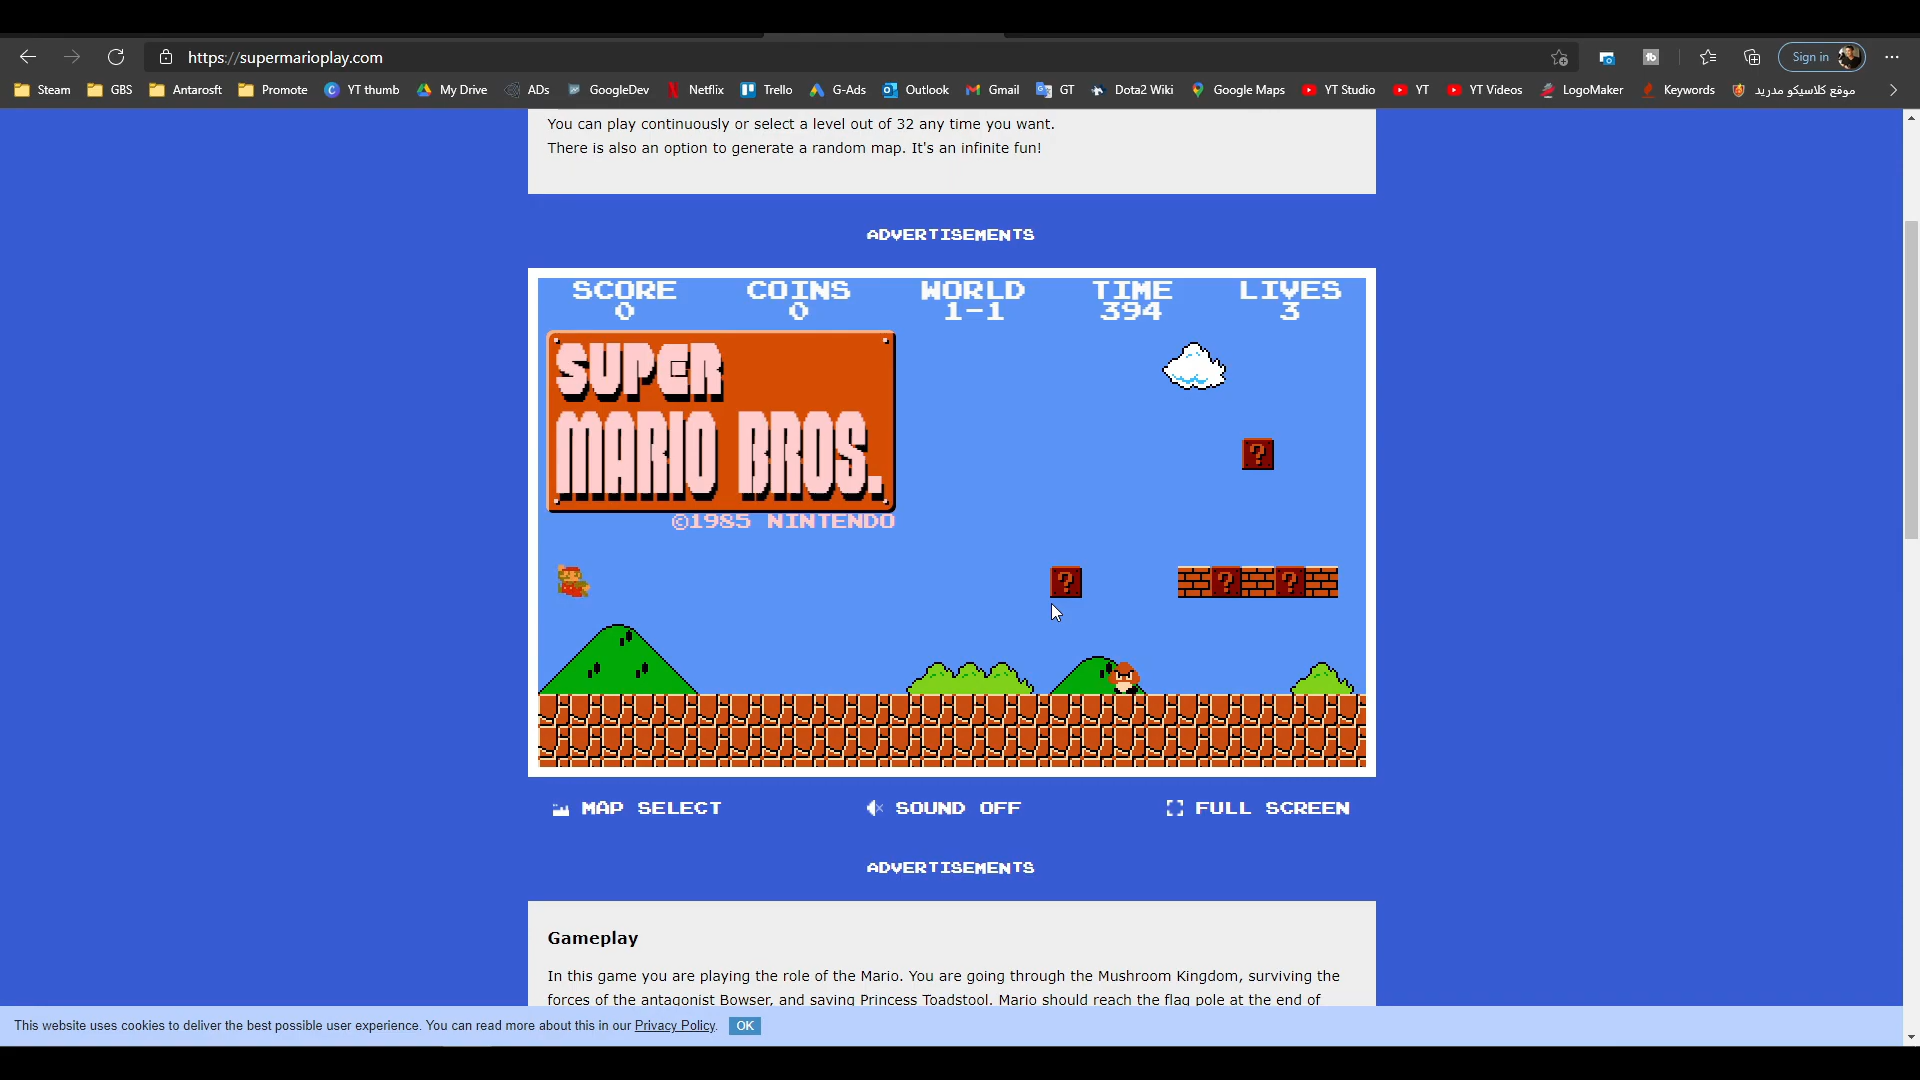 https://supermarioplay.com
Sign in
Steam GBS Antarosft Promote YT thumb My Drive ADs GoogleDev Netflix Trello G-Ads Outlook Gmail GT Dota2 Wiki Google Maps YT Studio YT YT Videos LogoMaker Keywords موقع كلاسيكو مدريد
You can play continuously or select a level out of 32 any time you want.
There is also an option to generate a random map. It's an infinite fun!
ADVERTISEMENTS
SCORE COINS WORLD TIME LIVES
0 0 1-1 394 3
SUPER
MARIO BROS.
©1985 NINTENDO
?
? ? ?
MAP SELECT SOUND OFF FULL SCREEN
ADVERTISEMENTS
Gameplay
In this game you are playing the role of the Mario. You are going through the Mushroom Kingdom, surviving the
forces of the antagonist Bowser, and saving Princess Toadstool. Mario should reach the flag pole at the end of
This website uses cookies to deliver the best possible user experience. You can read more about this in our Privacy Policy. OK